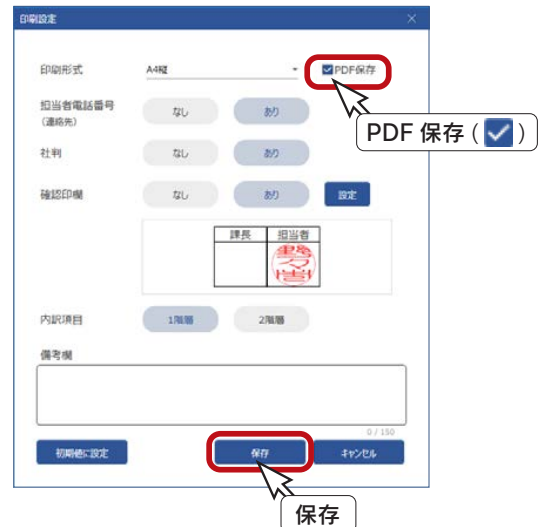 印刷設定
印刷形式 A4縦 PDF保存
PDF 保存 ( )
担当者電話番号 なし あり
(連絡先)
社判 なし あり
確認印欄 なし あり 設定
課長 担当者
内訳項目 1階層 2階層
備考欄
0 / 150
初期値に設定 保存 キャンセル
保存